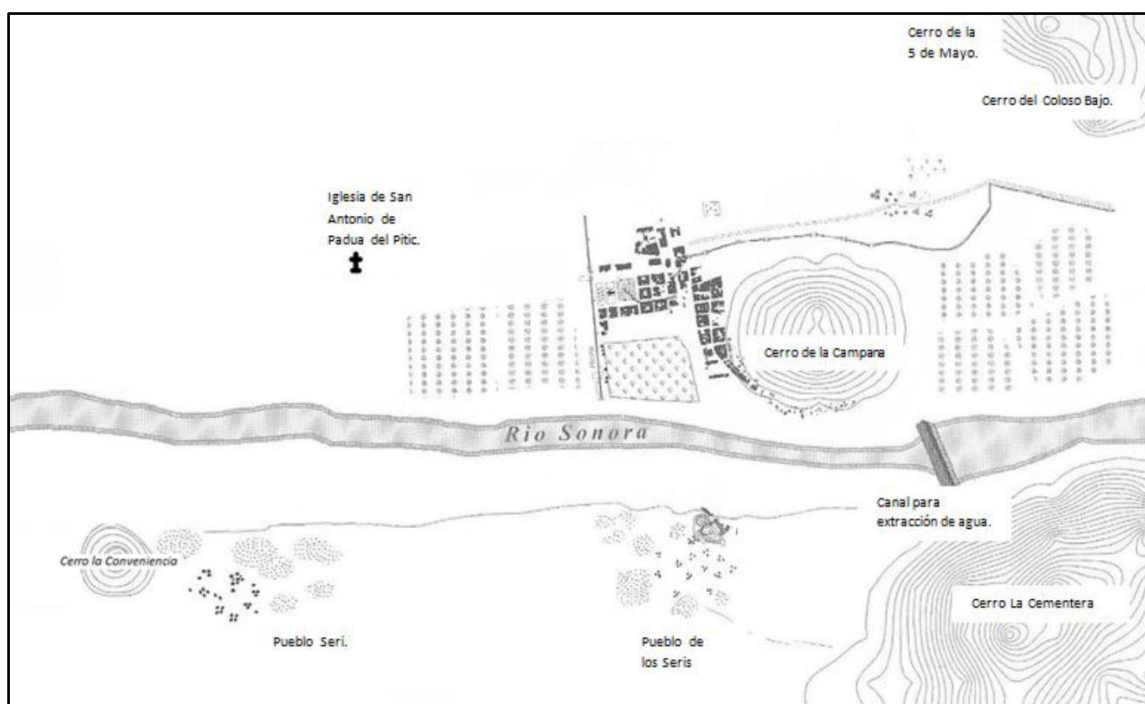 Cerro de la
5 de Mayo.
Cerro del Coloso Bajo.
Iglesia de San
Antonio de
Padua del Pitic.
Cerro de la Campana
Rio Sonora
Canal para
extracción de agua.
Cerro la Conveniencia
Cerro La Cementera
Pueblo Seri.
Pueblo de
los Seris